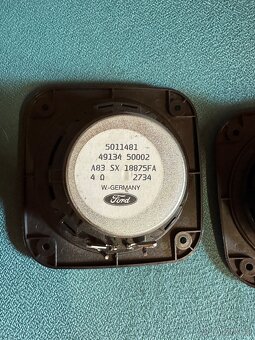 5011481
49134 50002
A83 SX 18875FA
4 Ω 2734
W.-GERMANY
Ford